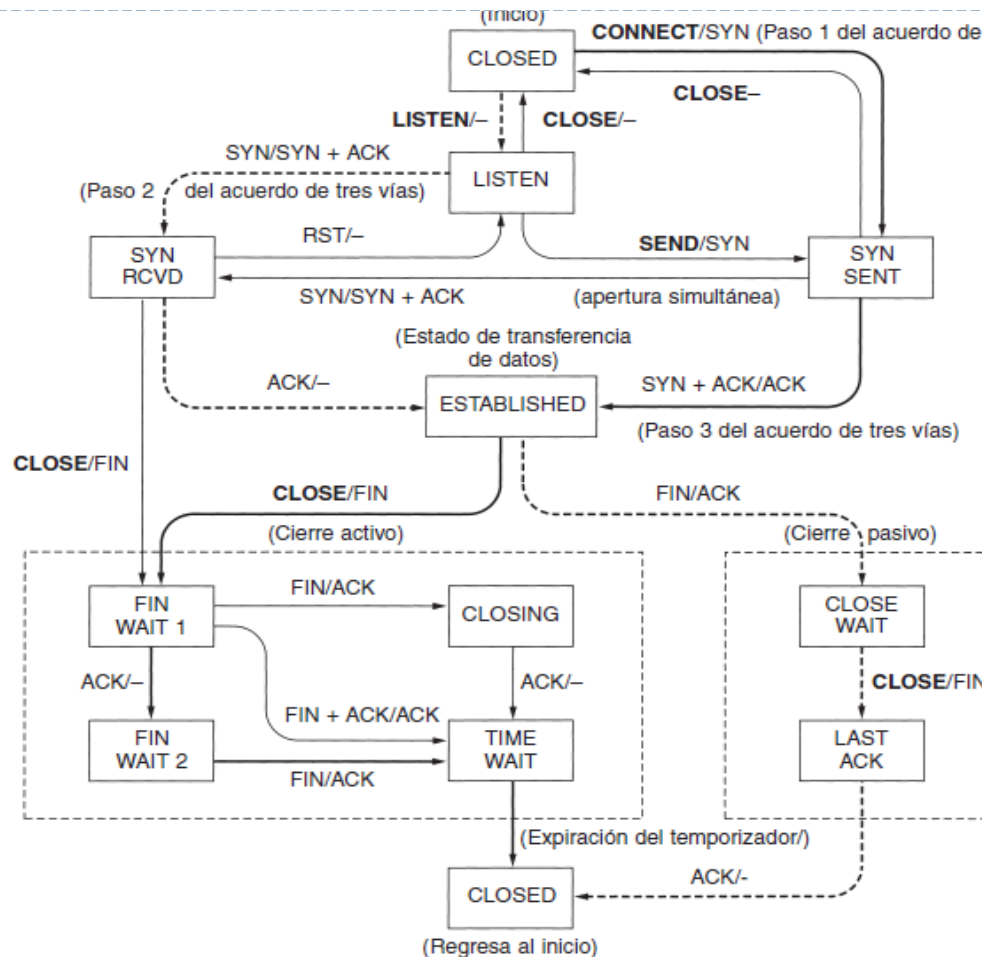 (Inicio)
CONNECT/SYN (Paso 1 del acuerdo de
CLOSED
CLOSE–
LISTEN/–
CLOSE/–
SYN/SYN + ACK
LISTEN
(Paso 2 del acuerdo de tres vías)
RST/–
SEND/SYN
SYN
RCVD
SYN
SENT
SYN/SYN + ACK
(apertura simultánea)
(Estado de transferencia
de datos)
ACK/–
SYN + ACK/ACK
ESTABLISHED
(Paso 3 del acuerdo de tres vías)
CLOSE/FIN
CLOSE/FIN
FIN/ACK
(Cierre activo)
(Cierre pasivo)
FIN/ACK
FIN
WAIT 1
CLOSING
CLOSE
WAIT
ACK/–
ACK/–
CLOSE/FIN
FIN + ACK/ACK
FIN
WAIT 2
TIME
WAIT
LAST
ACK
FIN/ACK
(Expiración del temporizador/)
ACK/-
CLOSED
(Regresa al inicio)